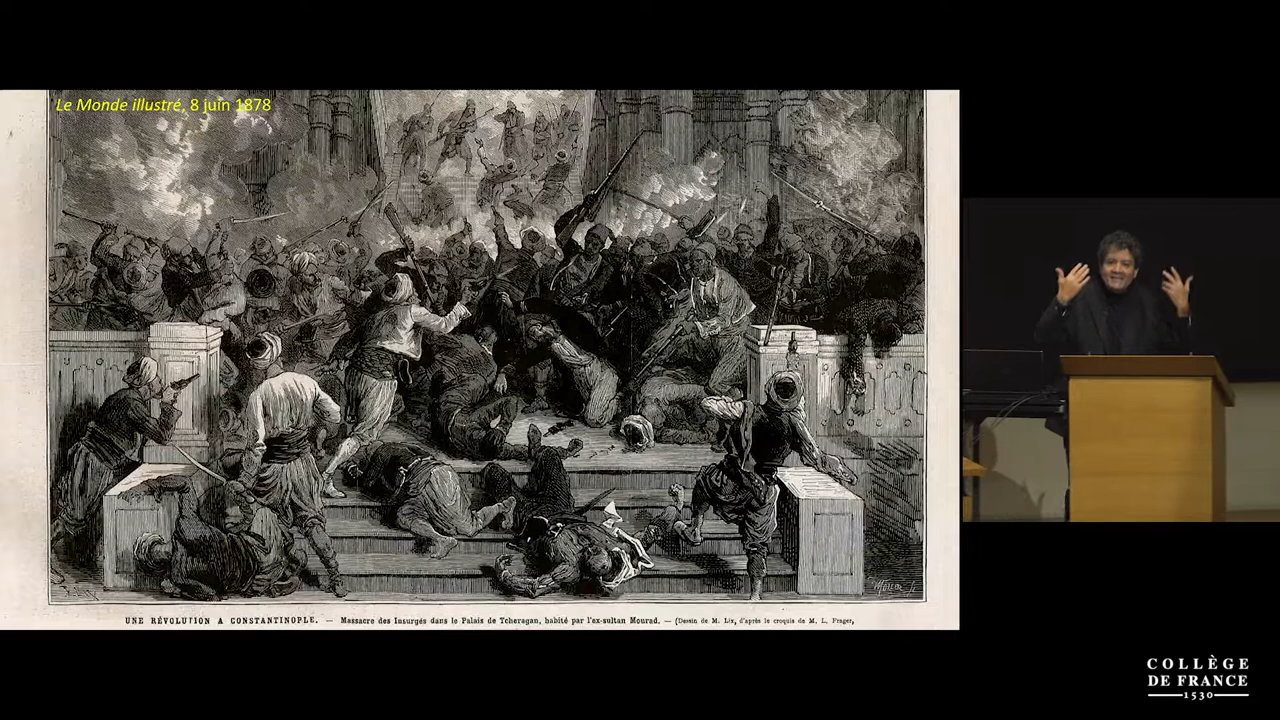 Le Monde illustré, 8 juin 1878
UNE RÉVOLUTION A CONSTANTINOPLE. — Massacre des Insurgés dans le Palais de Tcheragan, habité par l'ex-sultan Mourad. — (Dessin de M. Lix, d'après le croquis de M. L. Frager,
COLLÈGE
DE FRANCE
1530